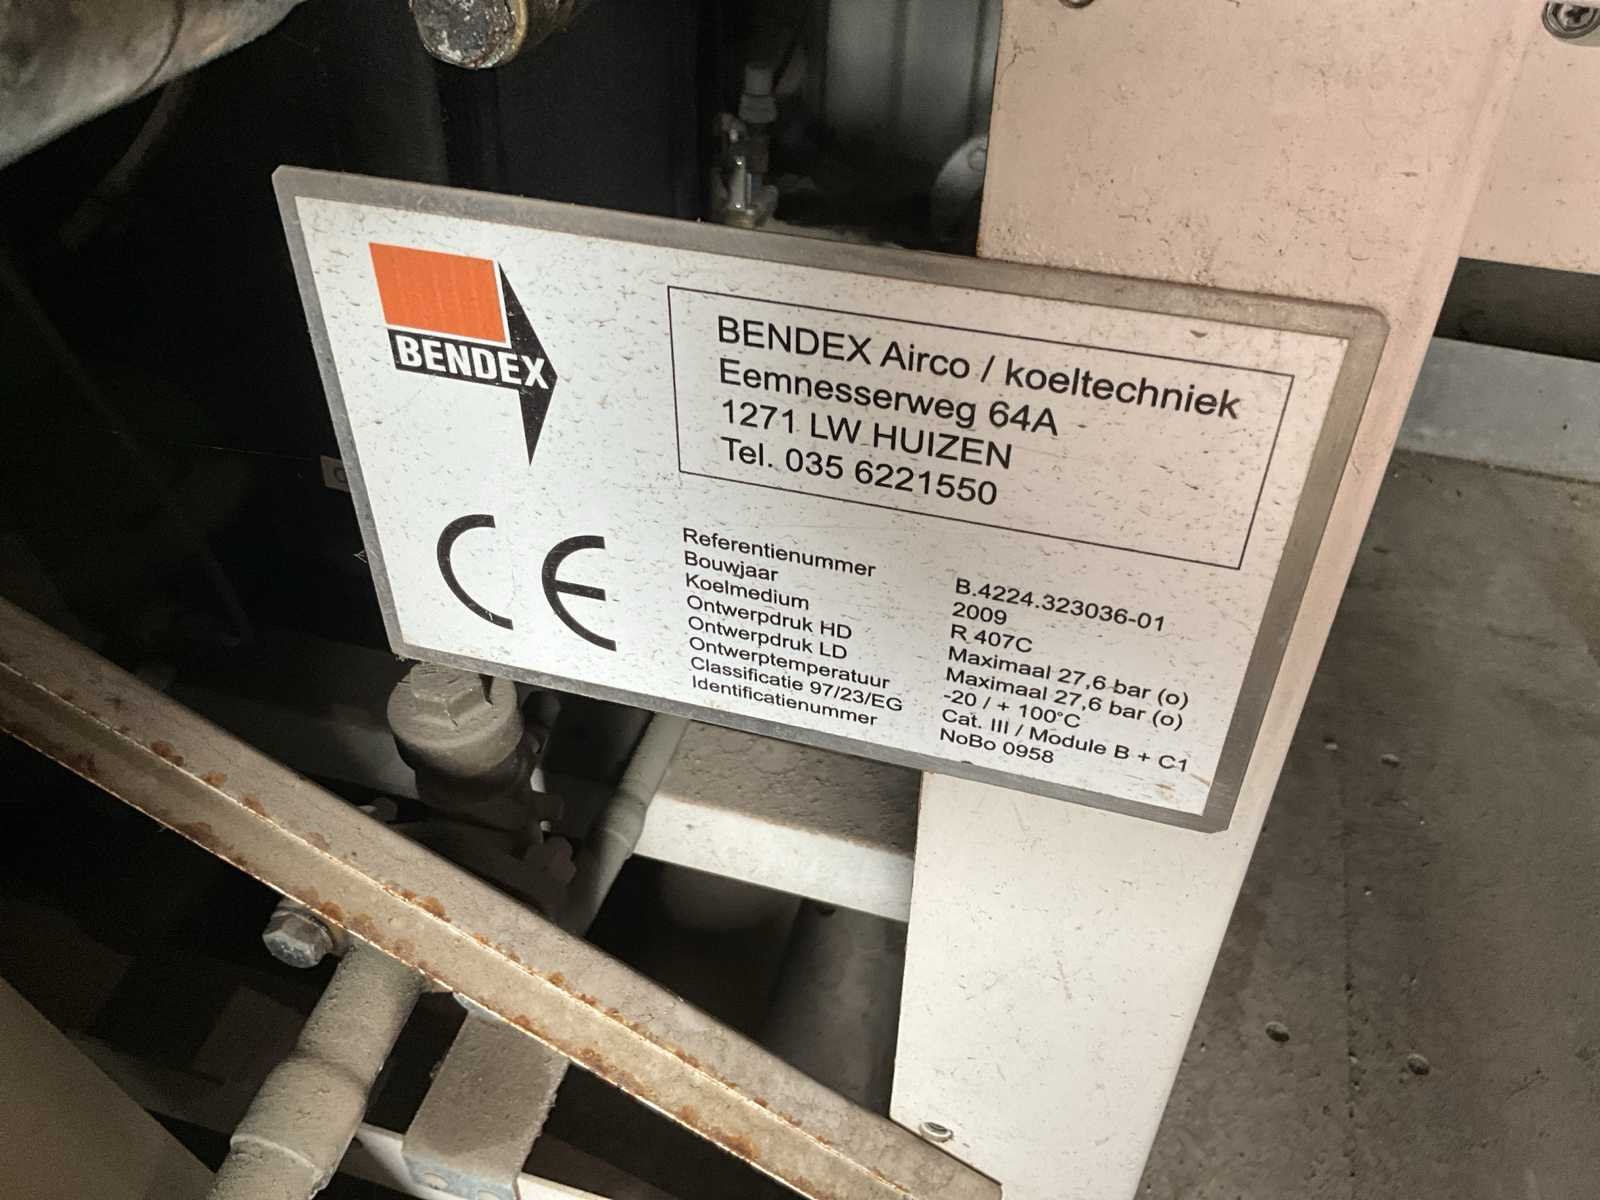 BENDEX
BENDEX Airco / koeltechniek
Eemnesserweg 64A
1271 LW HUIZEN
Tel. 035 6221550
CE
Referentienummer B.4224.323036-01
Bouwjaar 2009
Koelmedium R 407C
Ontwerpdruk HD Maximaal 27,6 bar (o)
Ontwerpdruk LD Maximaal 27,6 bar (o)
Ontwerptemperatuur -20 / + 100°C
Classificatie 97/23/EG Cat. III / Module B + C1
Identificatienummer NoBo 0958